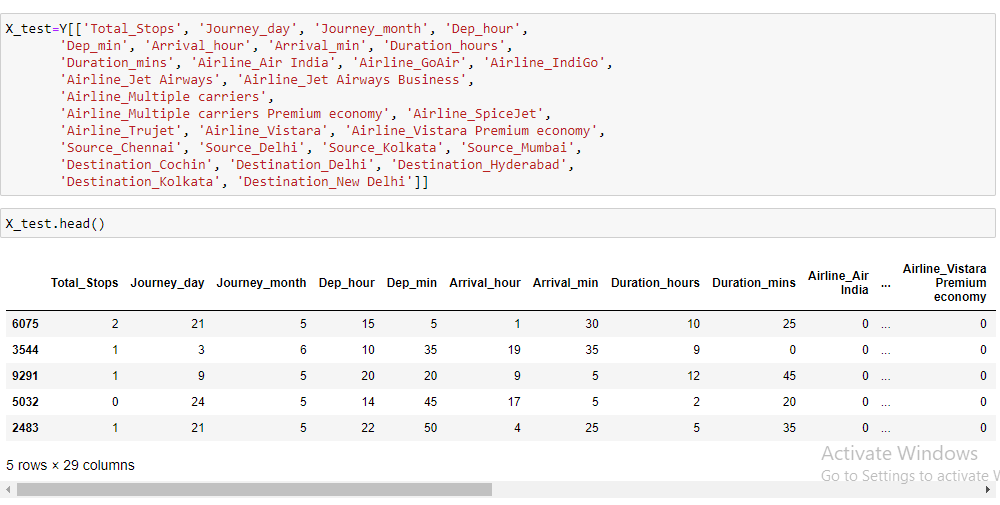 X_test=Y[['Total_Stops', 'Journey_day', 'Journey_month', 'Dep_hour',
'Dep_min', 'Arrival_hour', 'Arrival_min', 'Duration_hours',
'Duration_mins', 'Airline_Air India', 'Airline_GoAir', 'Airline_IndiGo',
'Airline_Jet Airways', 'Airline_Jet Airways Business',
'Airline_Multiple carriers',
'Airline_Multiple carriers Premium economy', 'Airline_SpiceJet',
'Airline_Trujet', 'Airline_Vistara', 'Airline_Vistara Premium economy',
'Source_Chennai', 'Source_Delhi', 'Source_Kolkata', 'Source_Mumbai',
'Destination_Cochin', 'Destination_Delhi', 'Destination_Hyderabad',
'Destination_Kolkata', 'Destination_New Delhi']]
X_test.head()
Total_Stops Journey_day Journey_month Dep_hour Dep_min Arrival_hour Arrival_min Duration_hours Duration_mins Airline_Air India ... Airline_Vistara Premium economy
6075 2 21 5 15 5 1 30 10 25 0 ... 0
3544 1 3 6 10 35 19 35 9 0 0 ... 0
9291 1 9 5 20 20 9 5 12 45 0 ... 0
5032 0 24 5 14 45 17 5 2 20 0 ... 0
2483 1 21 5 22 50 4 25 5 35 0 ... 0
5 rows × 29 columns
Activate Windows
Go to Settings to activate W